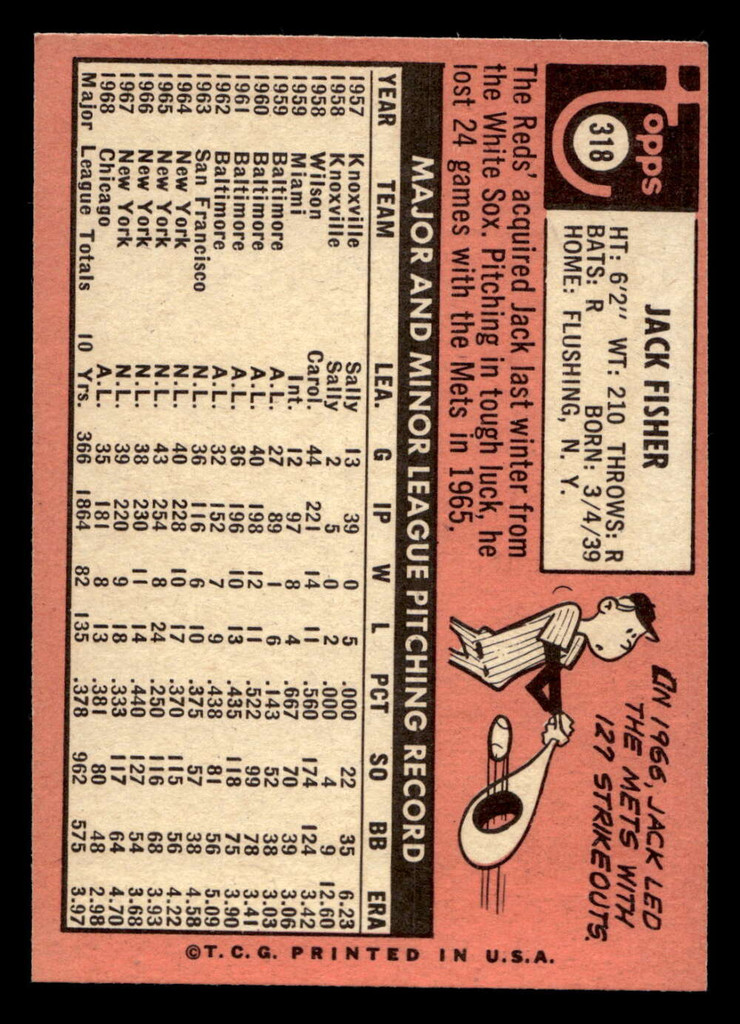 Topps
318
JACK FISHER
HT: 6'2" WT: 210 THROWS: R
BATS: R BORN: 3/4/39
HOME: FLUSHING, N. Y.
ON 1966, JACK LED
THE METS WITH
127 STRIKEOUTS.
The Reds' acquired Jack last winter from
the White Sox. Pitching in tough luck, he
lost 24 games with the Mets in 1965.
MAJOR AND MINOR LEAGUE PITCHING RECORD
YEAR TEAM LEA. G IP W L PCT SO BB ERA
1957 Knoxville Sally 13 39 0 5 .000 22 35 6.23
1958 Knoxville Sally 2 5 0 2 .000 4 9 12.60
1958 Wilson Carol. 44 221 14 11 .560 174 124 3.42
1959 Miami Int. 12 97 8 4 .667 70 39 3.06
1959 Baltimore A.L. 27 89 1 6 .143 52 38 3.03
1960 Baltimore A.L. 40 198 12 11 .522 99 78 3.41
1961 Baltimore A.L. 36 196 10 13 .435 118 75 3.90
1962 Baltimore A.L. 32 152 7 9 .438 81 56 5.09
1963 San Francisco N.L. 36 116 6 10 .375 57 38 4.58
1964 New York N.L. 40 228 10 17 .370 115 56 4.22
1965 New York N.L. 43 254 8 24 .250 116 68 3.93
1966 New York N.L. 38 230 11 14 .440 127 54 3.68
1967 New York N.L. 39 220 9 18 .333 117 64 4.70
1968 Chicago A.L. 35 181 8 13 .381 80 48 2.98
Major League Totals 10 Yrs. 366 1864 82 135 .378 962 575 3.97
©T.C.G. PRINTED IN U.S.A.